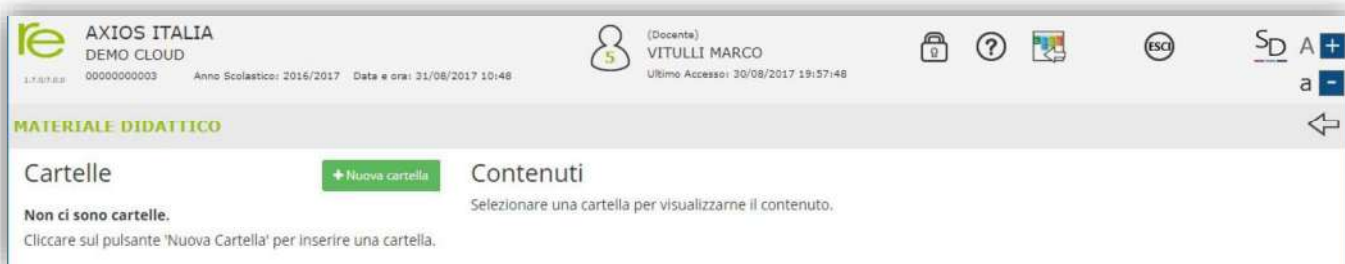 re
AXIOS ITALIA
DEMO CLOUD
00000000003 Anno Scolastico: 2016/2017 Data e ora: 31/08/2017 10:48
5
(Docente)
VITULLI MARCO
Ultimo Accesso: 30/08/2017 19:57:48
?
ESCI
SD A +
a -
MATERIALE DIDATTICO
Cartelle
+ Nuova cartella
Non ci sono cartelle.
Cliccare sul pulsante 'Nuova Cartella' per inserire una cartella.
Contenuti
Selezionare una cartella per visualizzarne il contenuto.